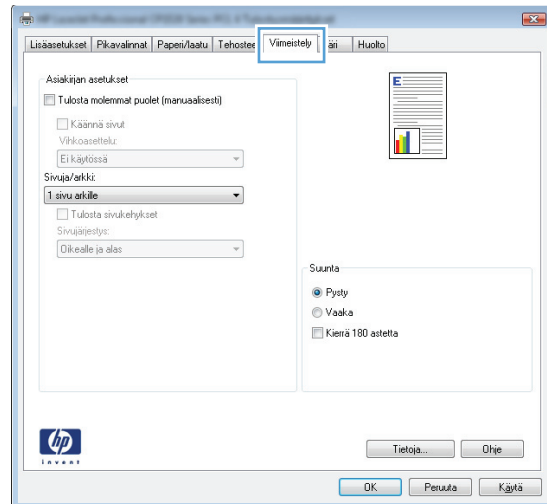 Lisäasetukset Pikavalinnat Paperi/laatu Tehosteet Viimeistely äri Huolto
Asiakirjan asetukset
Tulosta molemmat puolet (manuaalisesti)
Käännä sivut
Vihkoasettelu:
Ei käytössä
Sivuja/arkki:
1 sivu arkille
Tulosta sivukehykset
Sivujärjestys:
Oikealle ja alas
E
Suunta
Pysty
Vaaka
Kierrä 180 astetta
hp
invent
Tietoja... Ohje
OK Peruuta Käytä